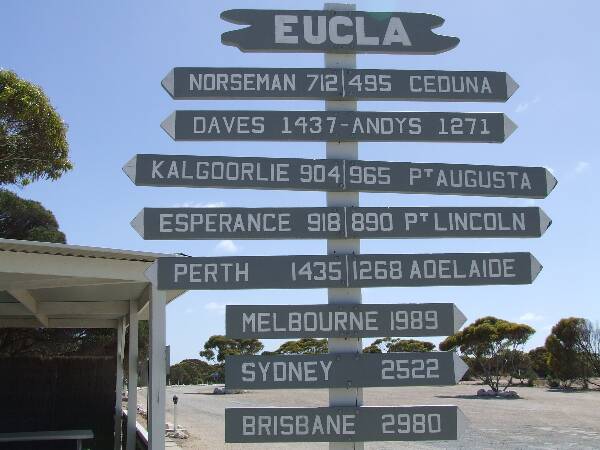 EUCLA
NORSEMAN 712 495 CEDUNA
DAVES 1437-ANDYS 1271
KALGOORLIE 904 965 PT AUGUSTA
ESPERANCE 918 890 PT LINCOLN
PERTH 1435 1268 ADELAIDE
MELBOURNE 1989
SYDNEY 2522
BRISBANE 2980